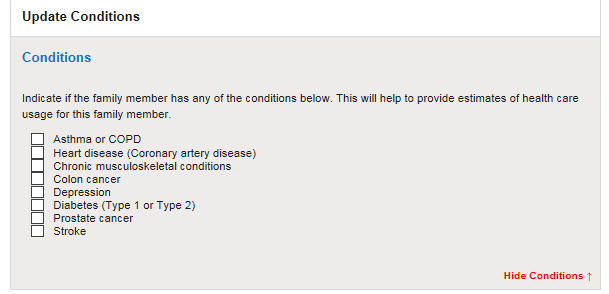 Update Conditions
Conditions
Indicate if the family member has any of the conditions below. This will help to provide estimates of health care
usage for this family member.
Asthma or COPD
Heart disease (Coronary artery disease)
Chronic musculoskeletal conditions
Colon cancer
Depression
Diabetes (Type 1 or Type 2)
Prostate cancer
Stroke
Hide Conditions ↑